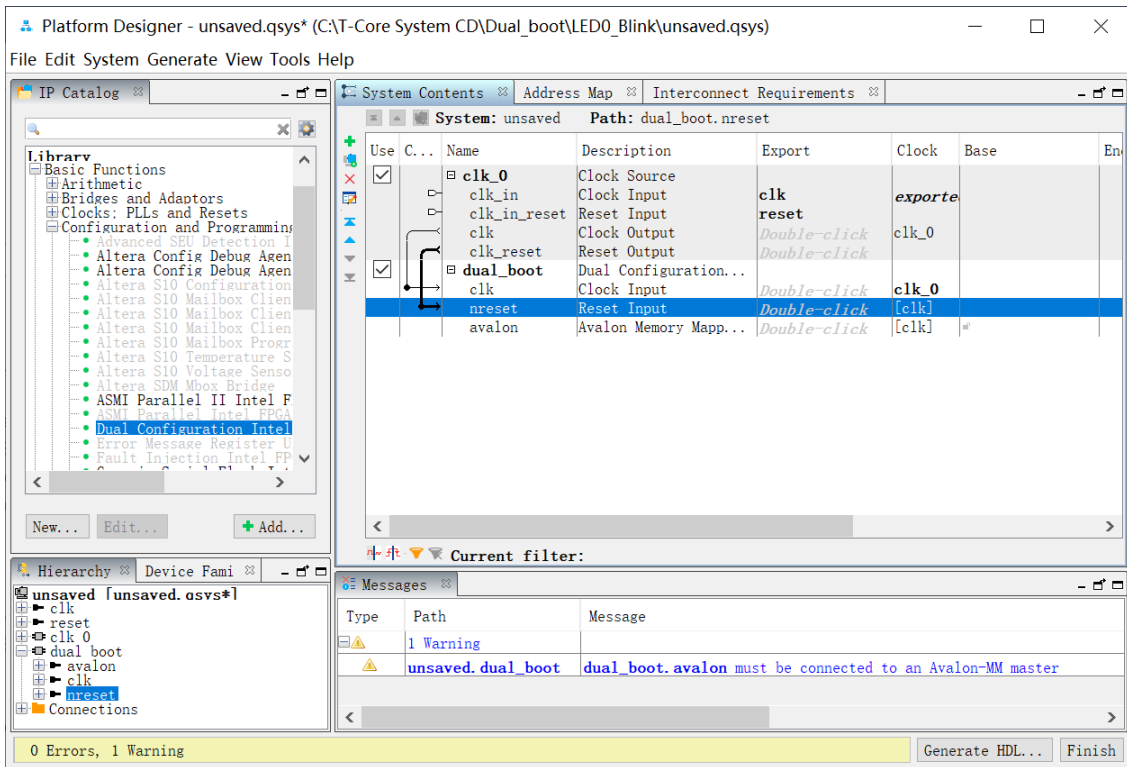 Platform Designer - unsaved.qsys* (C:\T-Core System CD\Dual_boot\LED0_Blink\unsaved.qsys)
File Edit System Generate View Tools Help
IP Catalog
Library
Basic Functions
Arithmetic
Bridges and Adaptors
Clocks; PLLs and Resets
Configuration and Programming
Advanced SEU Detection I
Altera Config Debug Agen
Altera Config Debug Agen
Altera S10 Configuration
Altera S10 Mailbox Clien
Altera S10 Mailbox Clien
Altera S10 Mailbox Clien
Altera S10 Mailbox Progr
Altera S10 Temperature S
Altera S10 Voltage Senso
Altera SDM Mbox Bridge
ASMI Parallel II Intel F
ASMI Parallel Intel FPGA
Dual Configuration Intel
Error Message Register U
Fault Injection Intel FP
New... Edit... Add...
System Contents Address Map Interconnect Requirements
System: unsaved Path: dual_boot.nreset
Use C... Name Description Export Clock Base En
clk_0 Clock Source
clk_in Clock Input clk exporte
clk_in_reset Reset Input reset
clk Clock Output Double-click clk_0
clk_reset Reset Output Double-click
dual_boot Dual Configuration...
clk Clock Input Double-click clk_0
nreset Reset Input Double-click [clk]
avalon Avalon Memory Mapp... Double-click [clk]
Current filter:
Hierarchy Device Fami
unsaved [unsaved.qsys*]
clk
reset
clk_0
dual_boot
avalon
clk
nreset
Connections
Messages
Type Path Message
1 Warning
unsaved.dual_boot dual_boot.avalon must be connected to an Avalon-MM master
0 Errors, 1 Warning
Generate HDL... Finish